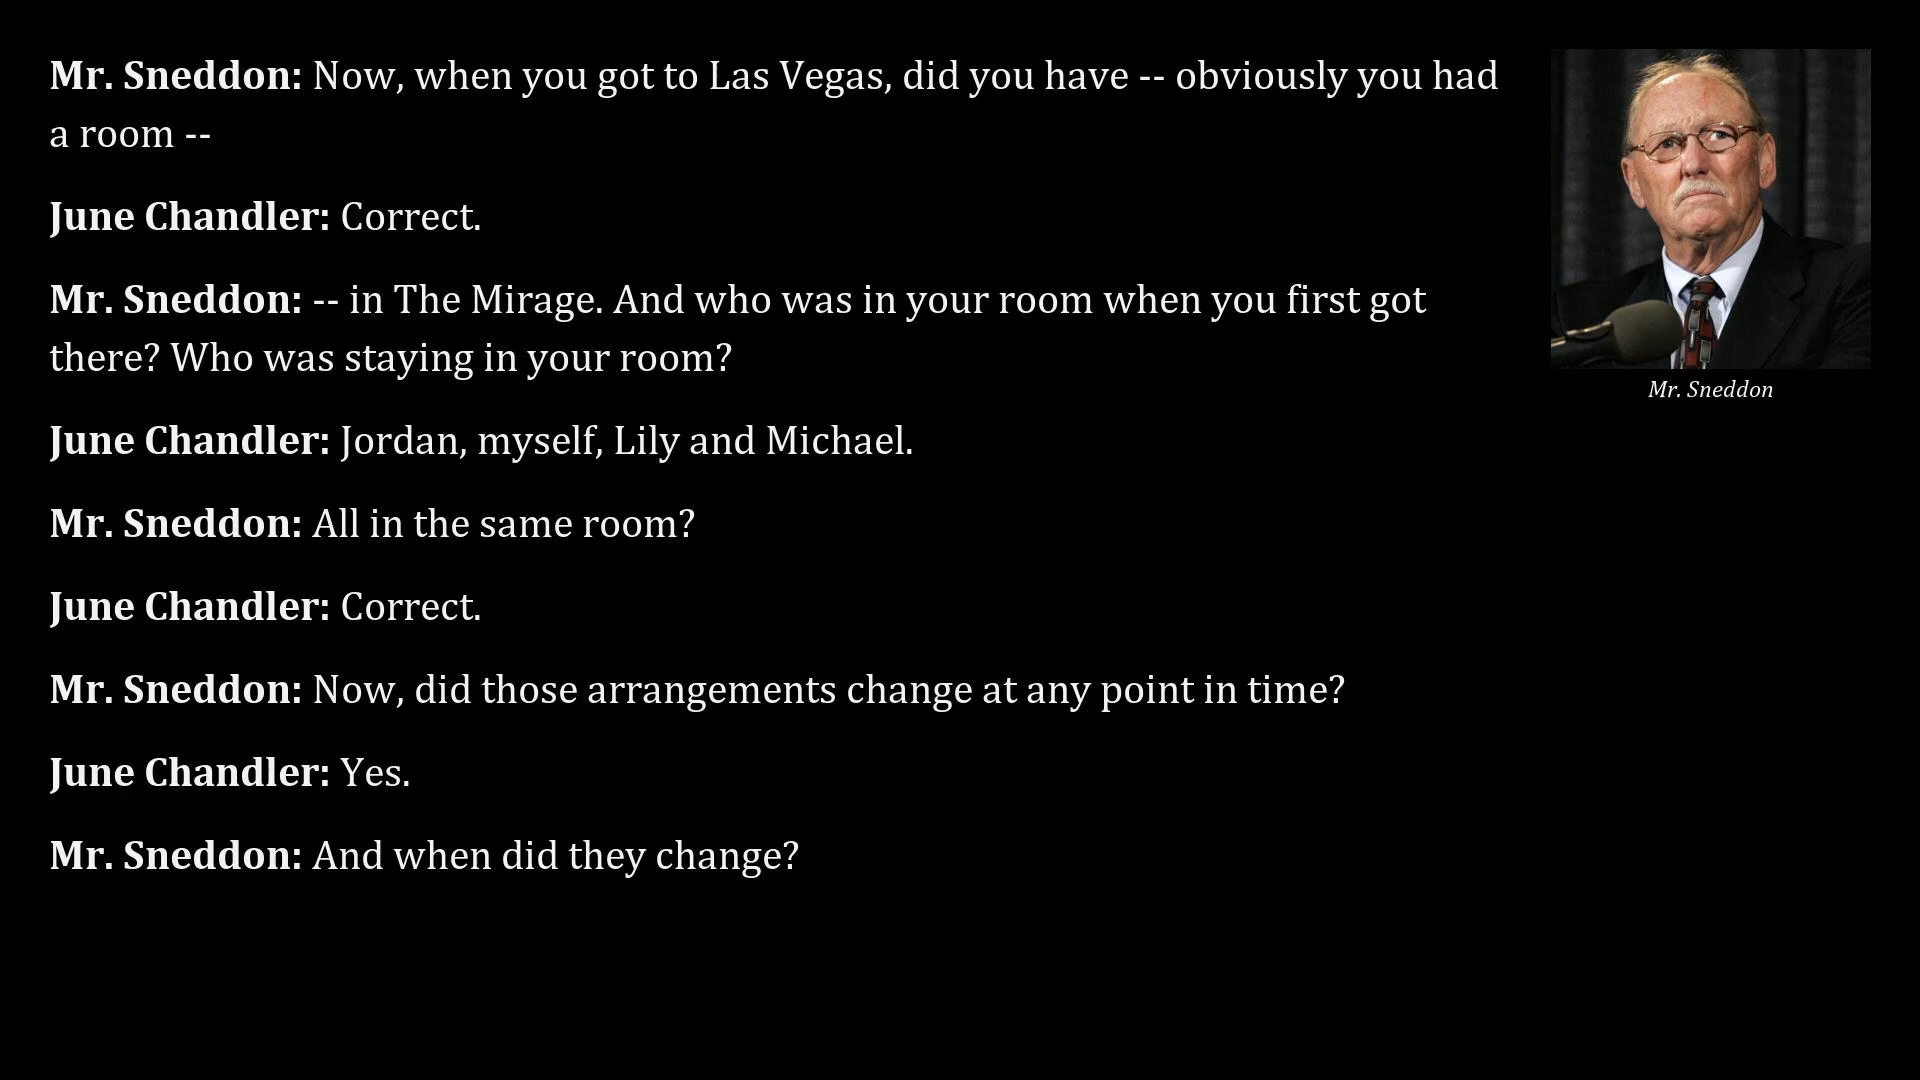 Mr. Sneddon: Now, when you got to Las Vegas, did you have -- obviously you had
a room --
June Chandler: Correct.
Mr. Sneddon: -- in The Mirage. And who was in your room when you first got
there? Who was staying in your room?
June Chandler: Jordan, myself, Lily and Michael.
Mr. Sneddon: All in the same room?
June Chandler: Correct.
Mr. Sneddon: Now, did those arrangements change at any point in time?
June Chandler: Yes.
Mr. Sneddon: And when did they change?
Mr. Sneddon